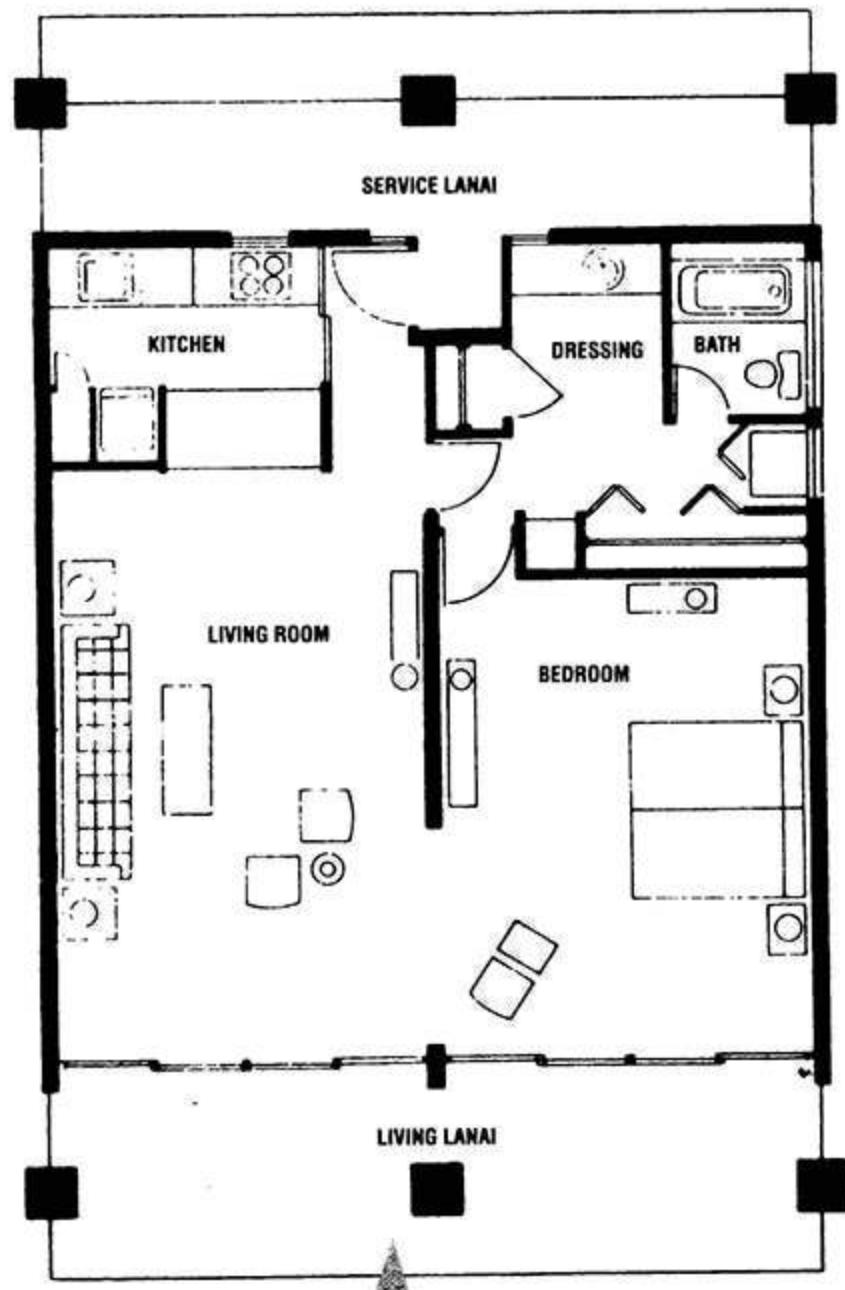 SERVICE LANAI
KITCHEN
DRESSING
BATH
LIVING ROOM
BEDROOM
LIVING LANAI